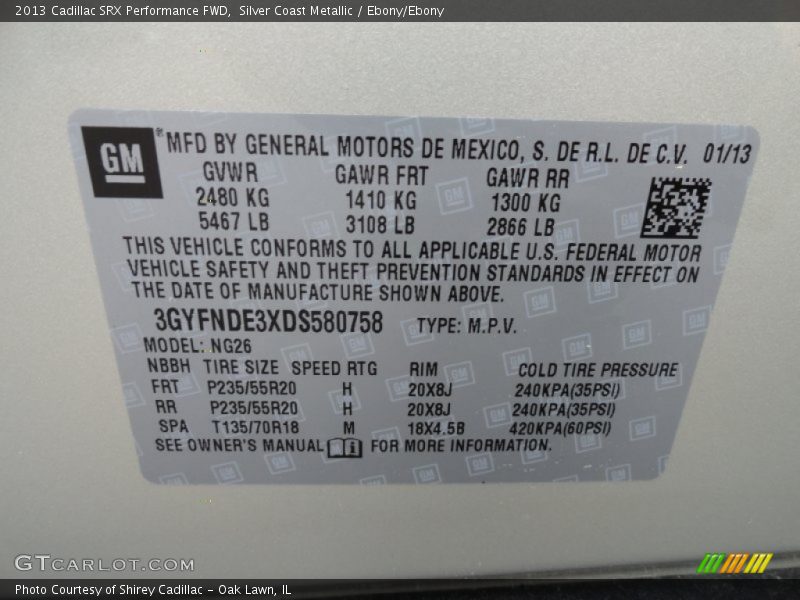 2013 Cadillac SRX Performance FWD,  Silver Coast Metallic / Ebony/Ebony
GM® MFD BY GENERAL MOTORS DE MEXICO, S. DE R.L. DE C.V. 01/13
GVWR GAWR FRT GAWR RR
2480 KG 1410 KG 1300 KG
5467 LB 3108 LB 2866 LB
THIS VEHICLE CONFORMS TO ALL APPLICABLE U.S. FEDERAL MOTOR
VEHICLE SAFETY AND THEFT PREVENTION STANDARDS IN EFFECT ON
THE DATE OF MANUFACTURE SHOWN ABOVE.
3GYFNDE3XDS580758 TYPE: M.P.V.
MODEL: NG26
NBBH TIRE SIZE SPEED RTG RIM COLD TIRE PRESSURE
FRT P235/55R20 H 20X8J 240KPA(35PSI)
RR P235/55R20 H 20X8J 240KPA(35PSI)
SPA T135/70R18 M 18X4.5B 420KPA(60PSI)
SEE OWNER'S MANUAL FOR MORE INFORMATION.
GTCARLOT.COM
Photo Courtesy of Shirey Cadillac - Oak Lawn, IL